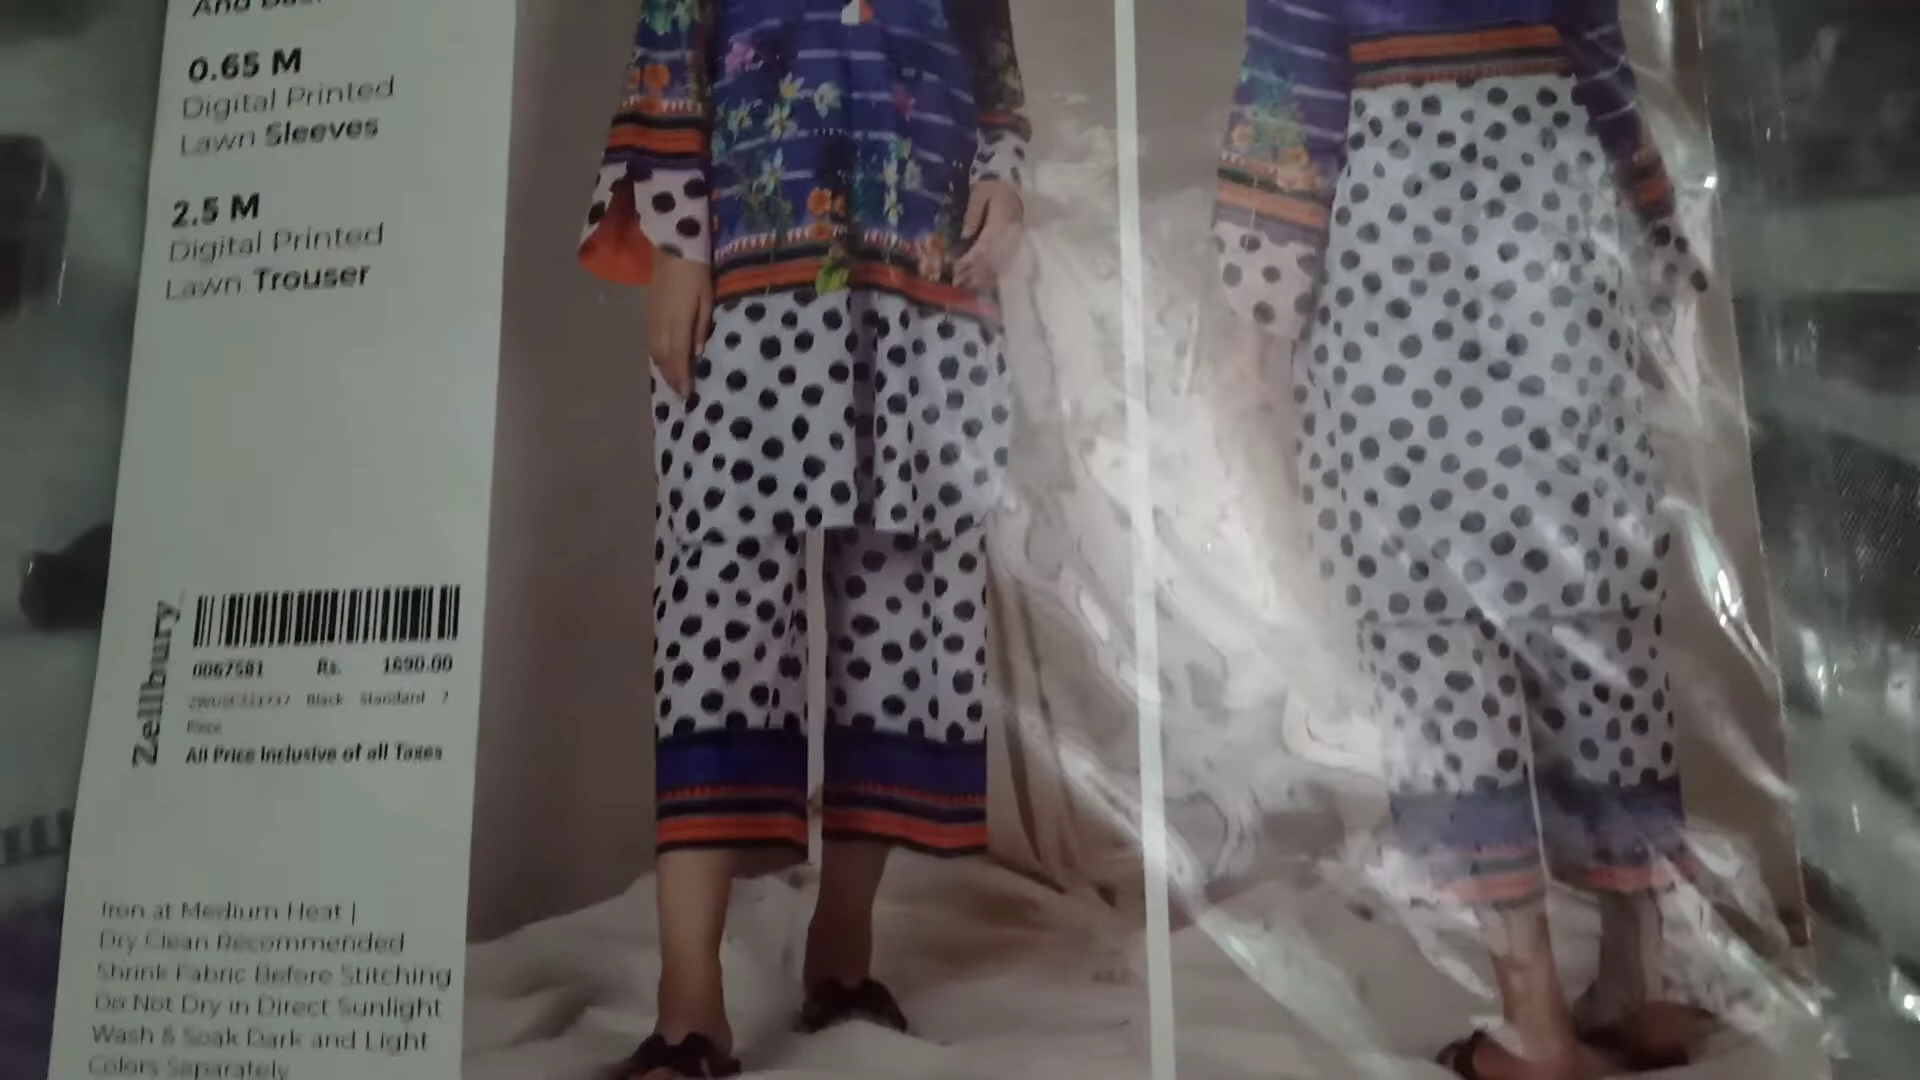 0.65 M
Digital Printed
Lawn Sleeves
2.5 M
Digital Printed
Lawn Trouser
Zellbury
0067581 Rs. 1690.00
Black Standard 2
Piece
All Price Inclusive of all Taxes
Iron at Medium Heat |
Dry Clean Recommended
Shrink Fabric Before Stitching
Do Not Dry in Direct Sunlight
Wash & Soak Dark and Light
Colors Separately